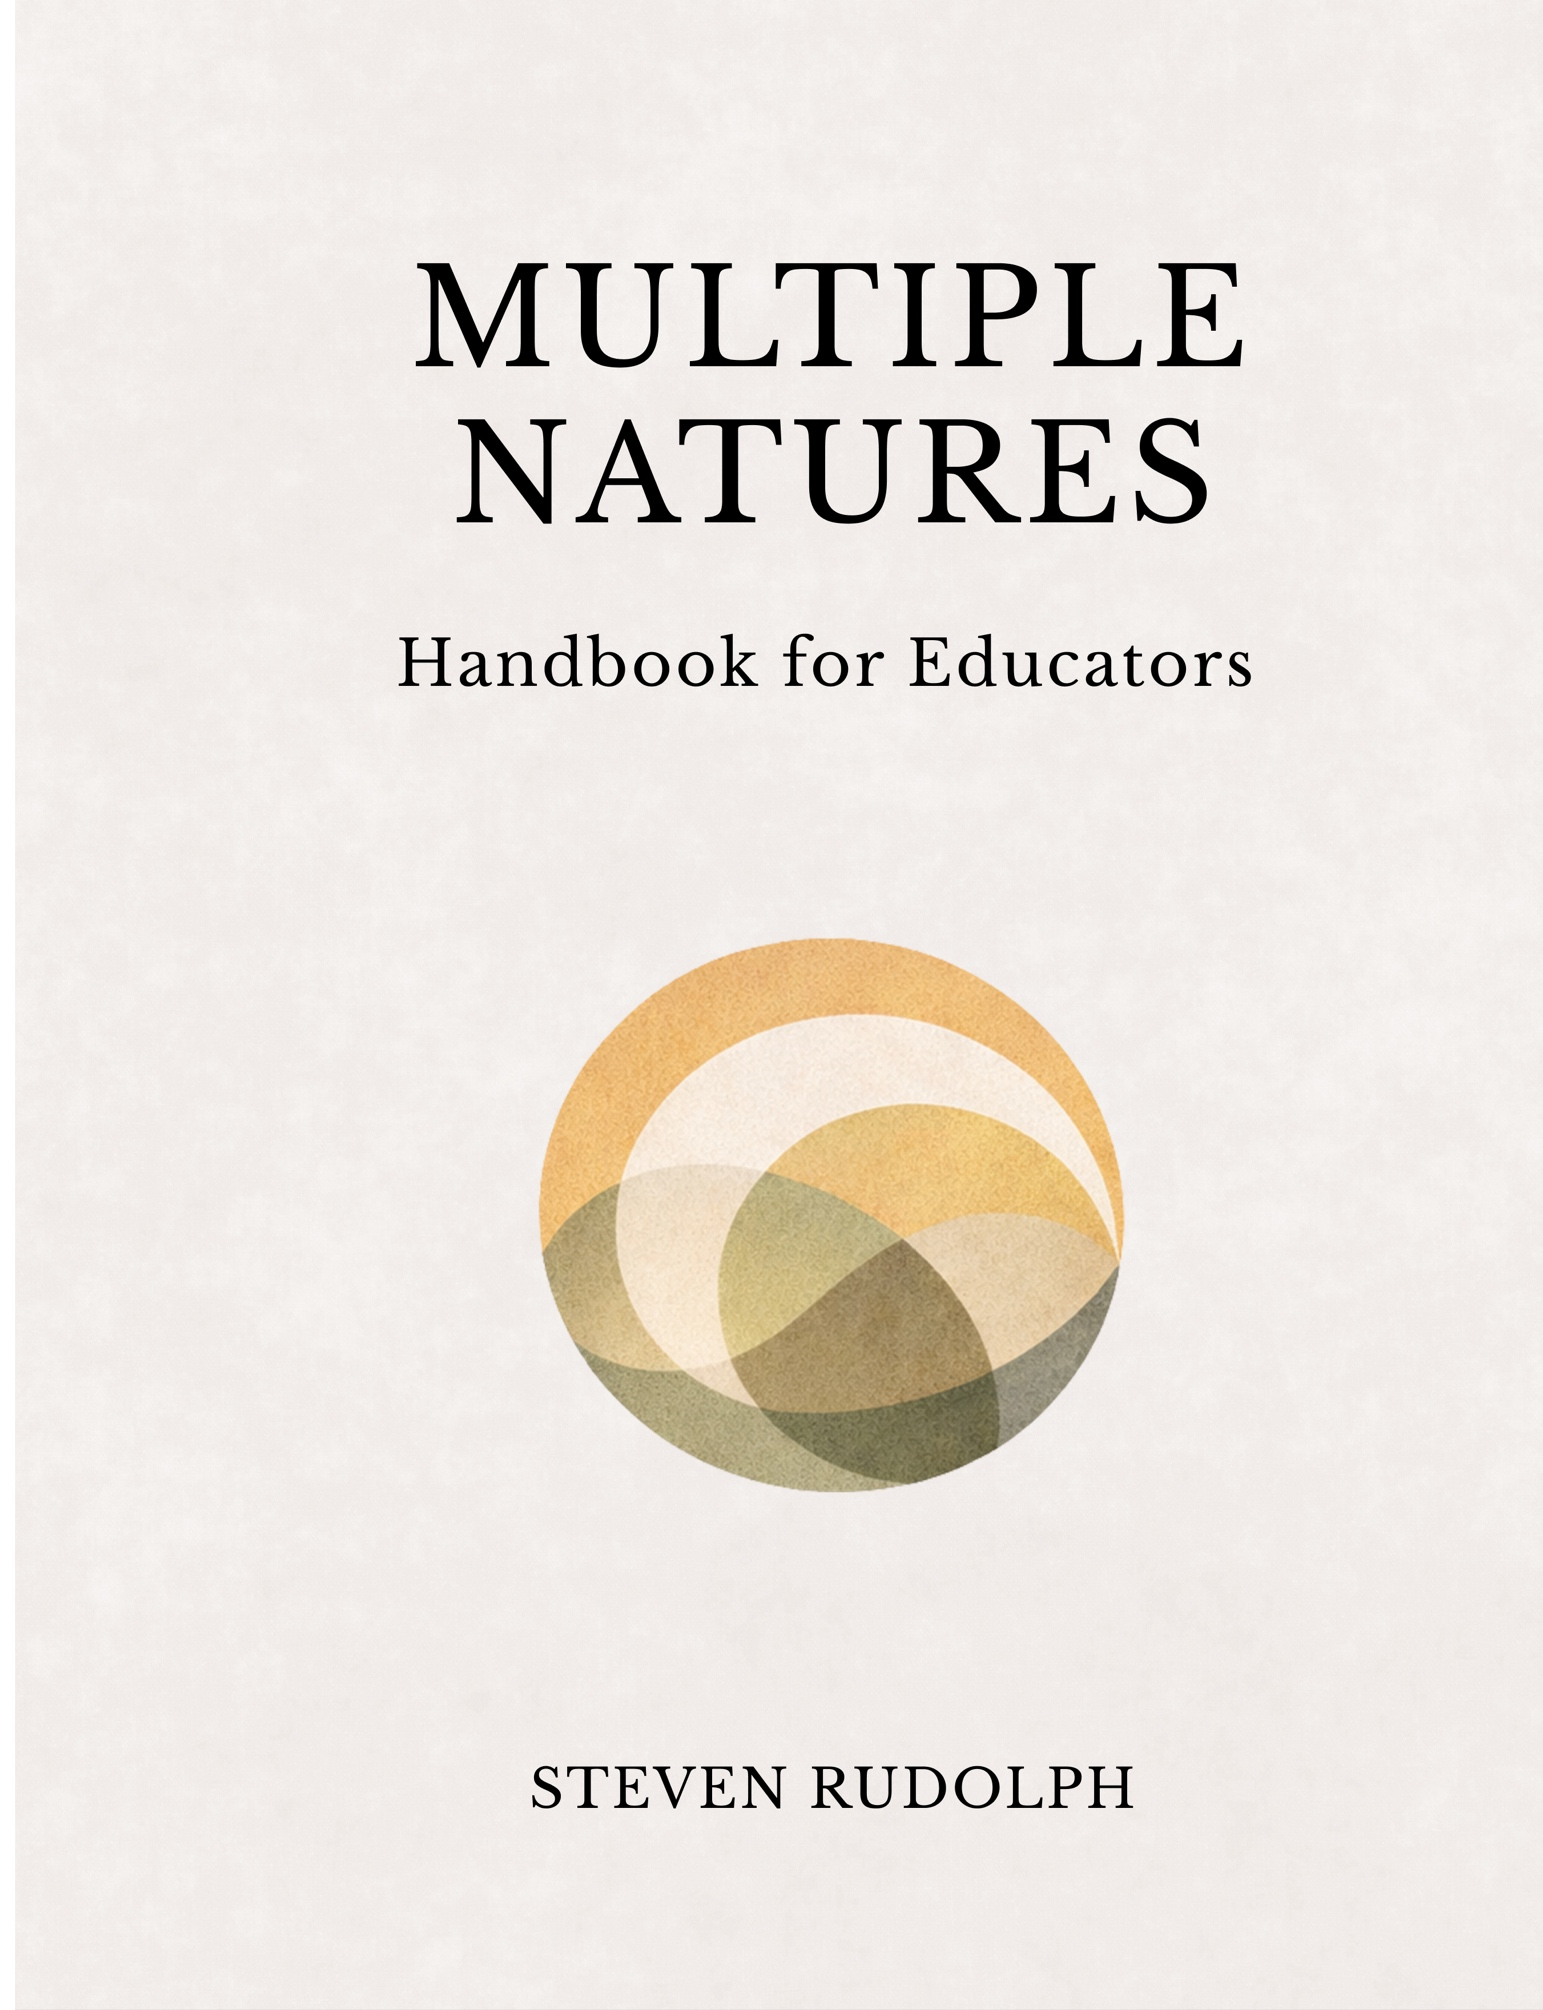 MULTIPLE
NATURES
Handbook for Educators
STEVEN RUDOLPH